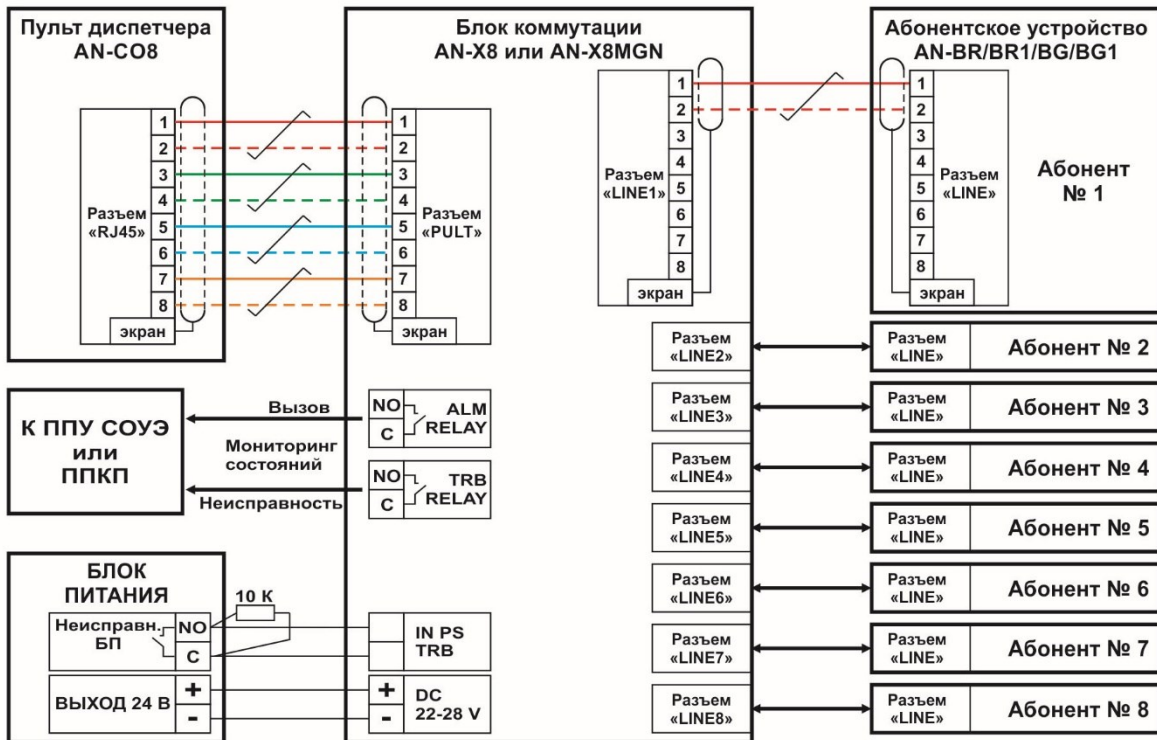 Пульт диспетчера
AN-CO8
Разъем
«RJ45»
1
2
3
4
5
6
7
8
экран
Блок коммутации
AN-X8 или AN-X8MGN
1
2
3
4
5
6
7
8
экран
Разъем
«PULT»
Разъем
«LINE1»
1
2
3
4
5
6
7
8
экран
Абонентское устройство
AN-BR/BR1/BG/BG1
1
2
3
4
5
6
7
8
экран
Разъем
«LINE»
Абонент
№ 1
Разъем
«LINE2»
Разъем
«LINE»
Абонент № 2
Разъем
«LINE3»
Разъем
«LINE»
Абонент № 3
Разъем
«LINE4»
Разъем
«LINE»
Абонент № 4
Разъем
«LINE5»
Разъем
«LINE»
Абонент № 5
Разъем
«LINE6»
Разъем
«LINE»
Абонент № 6
Разъем
«LINE7»
Разъем
«LINE»
Абонент № 7
Разъем
«LINE8»
Разъем
«LINE»
Абонент № 8
К ППУ СОУЭ
или
ППКП
Вызов
Мониторинг
состояний
Неисправность
NO
C
ALM
RELAY
NO
C
TRB
RELAY
БЛОК
ПИТАНИЯ
Неисправн.
БП
NO
C
10 К
IN PS
TRB
ВЫХОД 24 В
+
-
+
-
DC
22-28 V